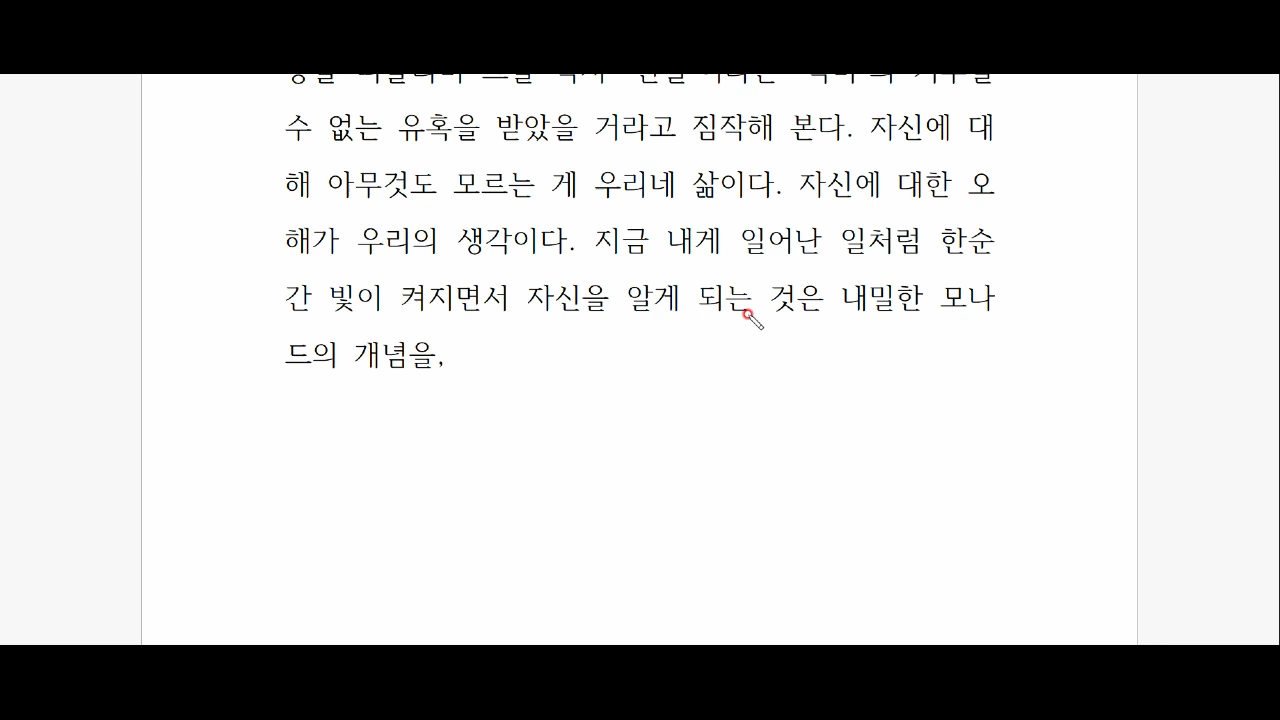 수 없는 유혹을 받았을 거라고 짐작해 본다. 자신에 대
해 아무것도 모르는 게 우리네 삶이다. 자신에 대한 오
해가 우리의 생각이다. 지금 내게 일어난 일처럼 한순
간 빛이 켜지면서 자신을 알게 되는 것은 내밀한 모나
드의 개념을,